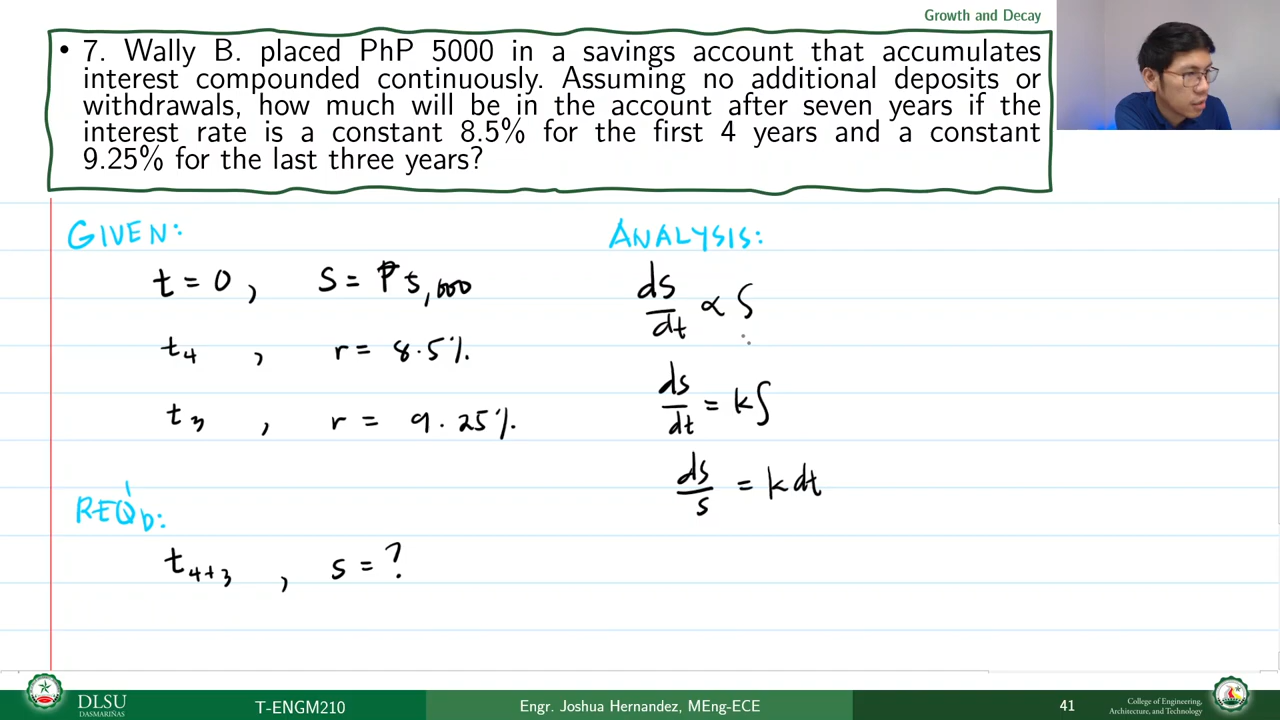 Growth and Decay
• 7. Wally B. placed PhP 5000 in a savings account that accumulates
interest compounded continuously. Assuming no additional deposits or
withdrawals, how much will be in the account after seven years if the
interest rate is a constant 8.5% for the first 4 years and a constant
9.25% for the last three years?
GIVEN:
t = 0 , S = ₱5,000
t₄ , r = 8.5%
t₃ , r = 9.25%
REQ'D:
t₄₊₃ , s = ?
ANALYSIS:
ds/dt ∝ S
ds/dt = kS
ds/s = k dt
DLSU
DASMARIÑAS
T-ENGM210
Engr. Joshua Hernandez, MEng-ECE
41
College of Engineering,
Architecture, and Technology